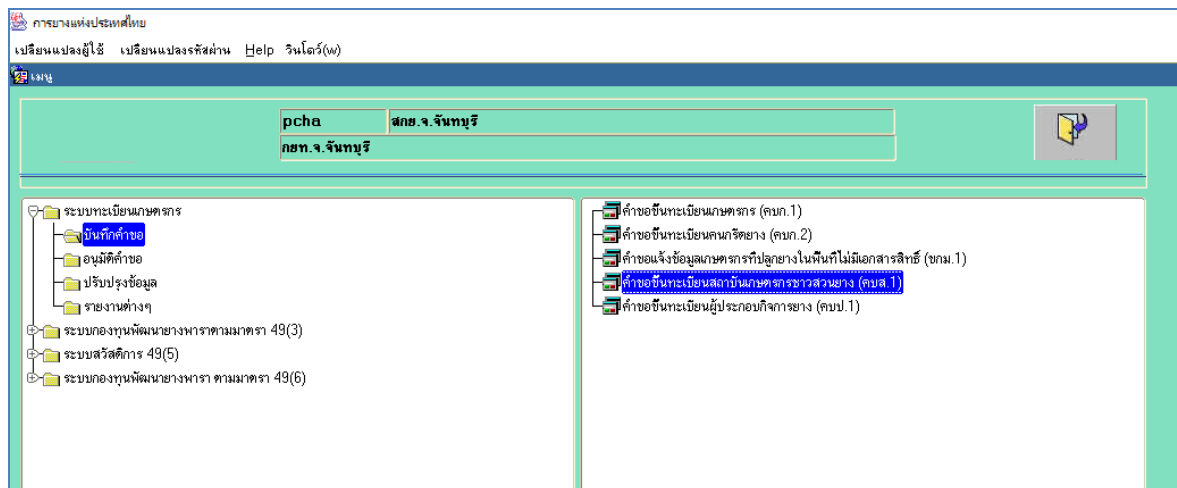 การยางแห่งประเทศไทย
เปลี่ยนแปลงผู้ใช้ เปลี่ยนแปลงรหัสผ่าน Help วินโดว์(w)
เมนู
pcha สกย.จ.จันทบุรี
กยท.จ.จันทบุรี
ระบบทะเบียนเกษตรกร
บันทึกคำขอ
อนุมัติคำขอ
ปรับปรุงข้อมูล
รายงานต่างๆ
ระบบกองทุนพัฒนายางพาราตามมาตรา 49(3)
ระบบสวัสดิการ 49(5)
ระบบกองทุนพัฒนายางพารา ตามมาตรา 49(6)
คำขอขึ้นทะเบียนเกษตรกร (คบก.1)
คำขอขึ้นทะเบียนคนกรีดยาง (คบก.2)
คำขอแจ้งข้อมูลเกษตรกรที่ปลูกยางในพื้นที่ไม่มีเอกสารสิทธิ์ (ขกม.1)
คำขอขึ้นทะเบียนสถาบันเกษตรกรชาวสวนยาง (คบส.1)
คำขอขึ้นทะเบียนผู้ประกอบกิจการยาง (คบป.1)